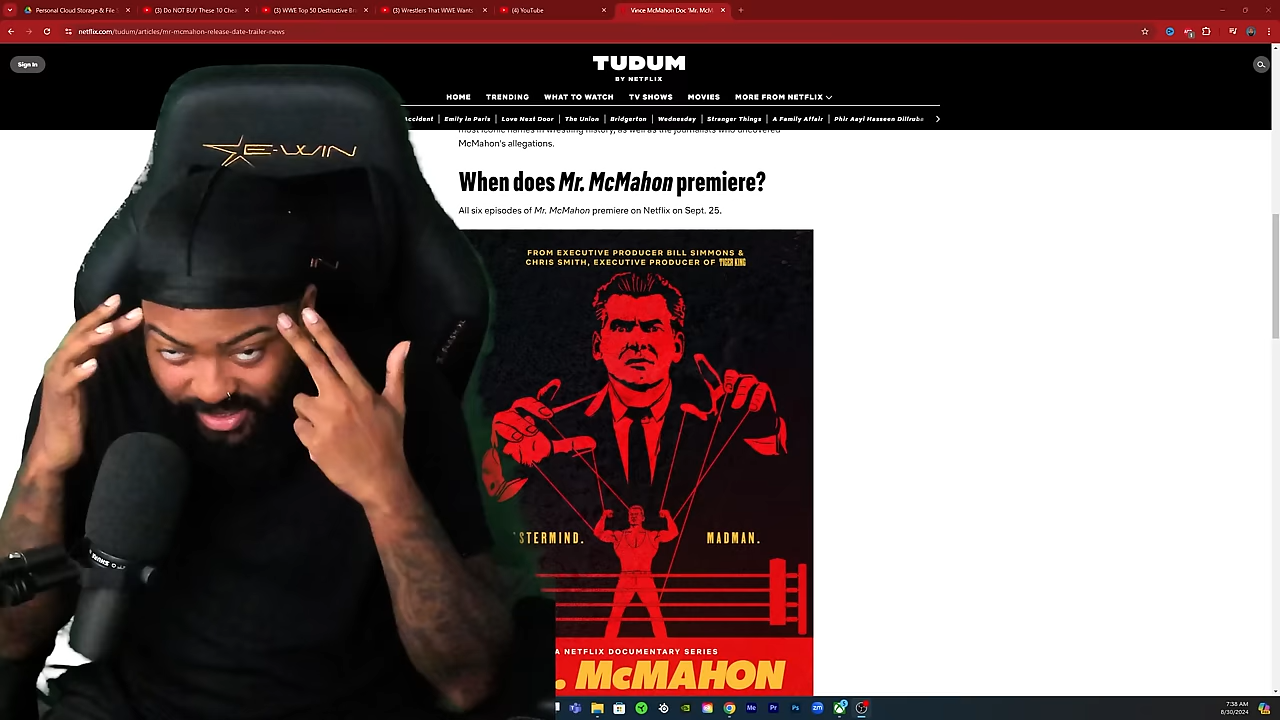 Personal Cloud Storage & File S
(3) Do NOT BUY These 10 Chea
(3) WWE Top 50 Destructive Br
(3) Wrestlers That WWE Wants
(4) YouTube
Vince McMahon Doc 'Mr. McM
netflix.com/tudum/articles/mr-mcmahon-release-date-trailer-news
Sign In
TUDUM
BY NETFLIX
HOME
TRENDING
WHAT TO WATCH
TV SHOWS
MOVIES
MORE FROM NETFLIX
Accident | Emily in Paris | Love Next Door | The Union | Bridgerton | Wednesday | Stranger Things | A Family Affair | Phir Aayi Hasseen Dillruba
most iconic names in wrestling history, as well as the journalists who uncovered
McMahon's allegations.
When does Mr. McMahon premiere?
All six episodes of Mr. McMahon premiere on Netflix on Sept. 25.
E-WIN
FROM EXECUTIVE PRODUCER BILL SIMMONS &
CHRIS SMITH, EXECUTIVE PRODUCER OF TIGER KING
STERMIND.
MADMAN.
A NETFLIX DOCUMENTARY SERIES
. McMAHON
7:38 AM
8/30/2024